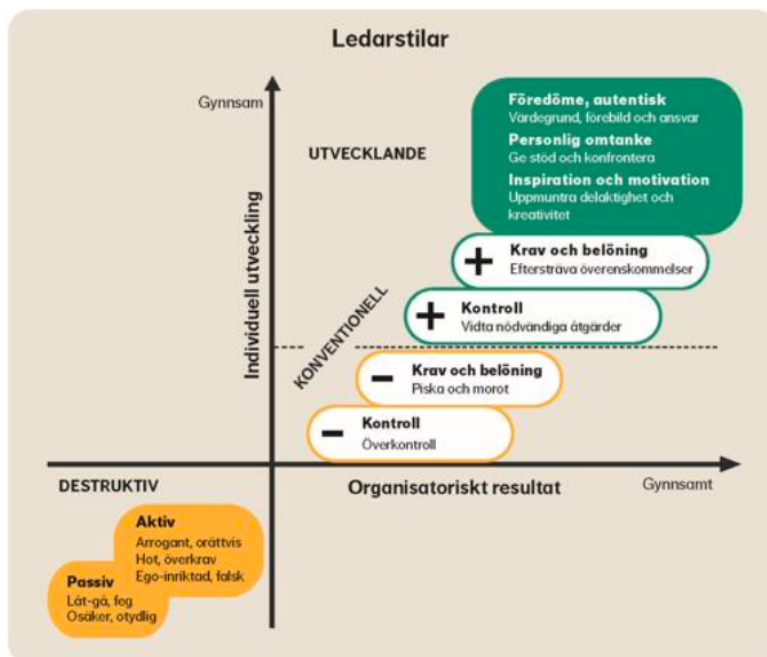 Ledarstilar
Gynnsam
Individuell utveckling
UTVECKLANDE
Föredöme, autentisk
Värdegrund, förebild och ansvar
Personlig omtanke
Ge stöd och konfrontera
Inspiration och motivation
Uppmuntra delaktighet och
kreativitet
KONVENTIONELL
+
Krav och belöning
Eftersträva överenskommelser
+
Kontroll
Vidta nödvändiga åtgärder
−
Krav och belöning
Piska och morot
−
Kontroll
Överkontroll
DESTRUKTIV
Organisatoriskt resultat
Gynnsamt
Aktiv
Arrogant, orättvis
Hot, överkrav
Ego-inriktad, falsk
Passiv
Låt-gå, feg
Osäker, otydlig